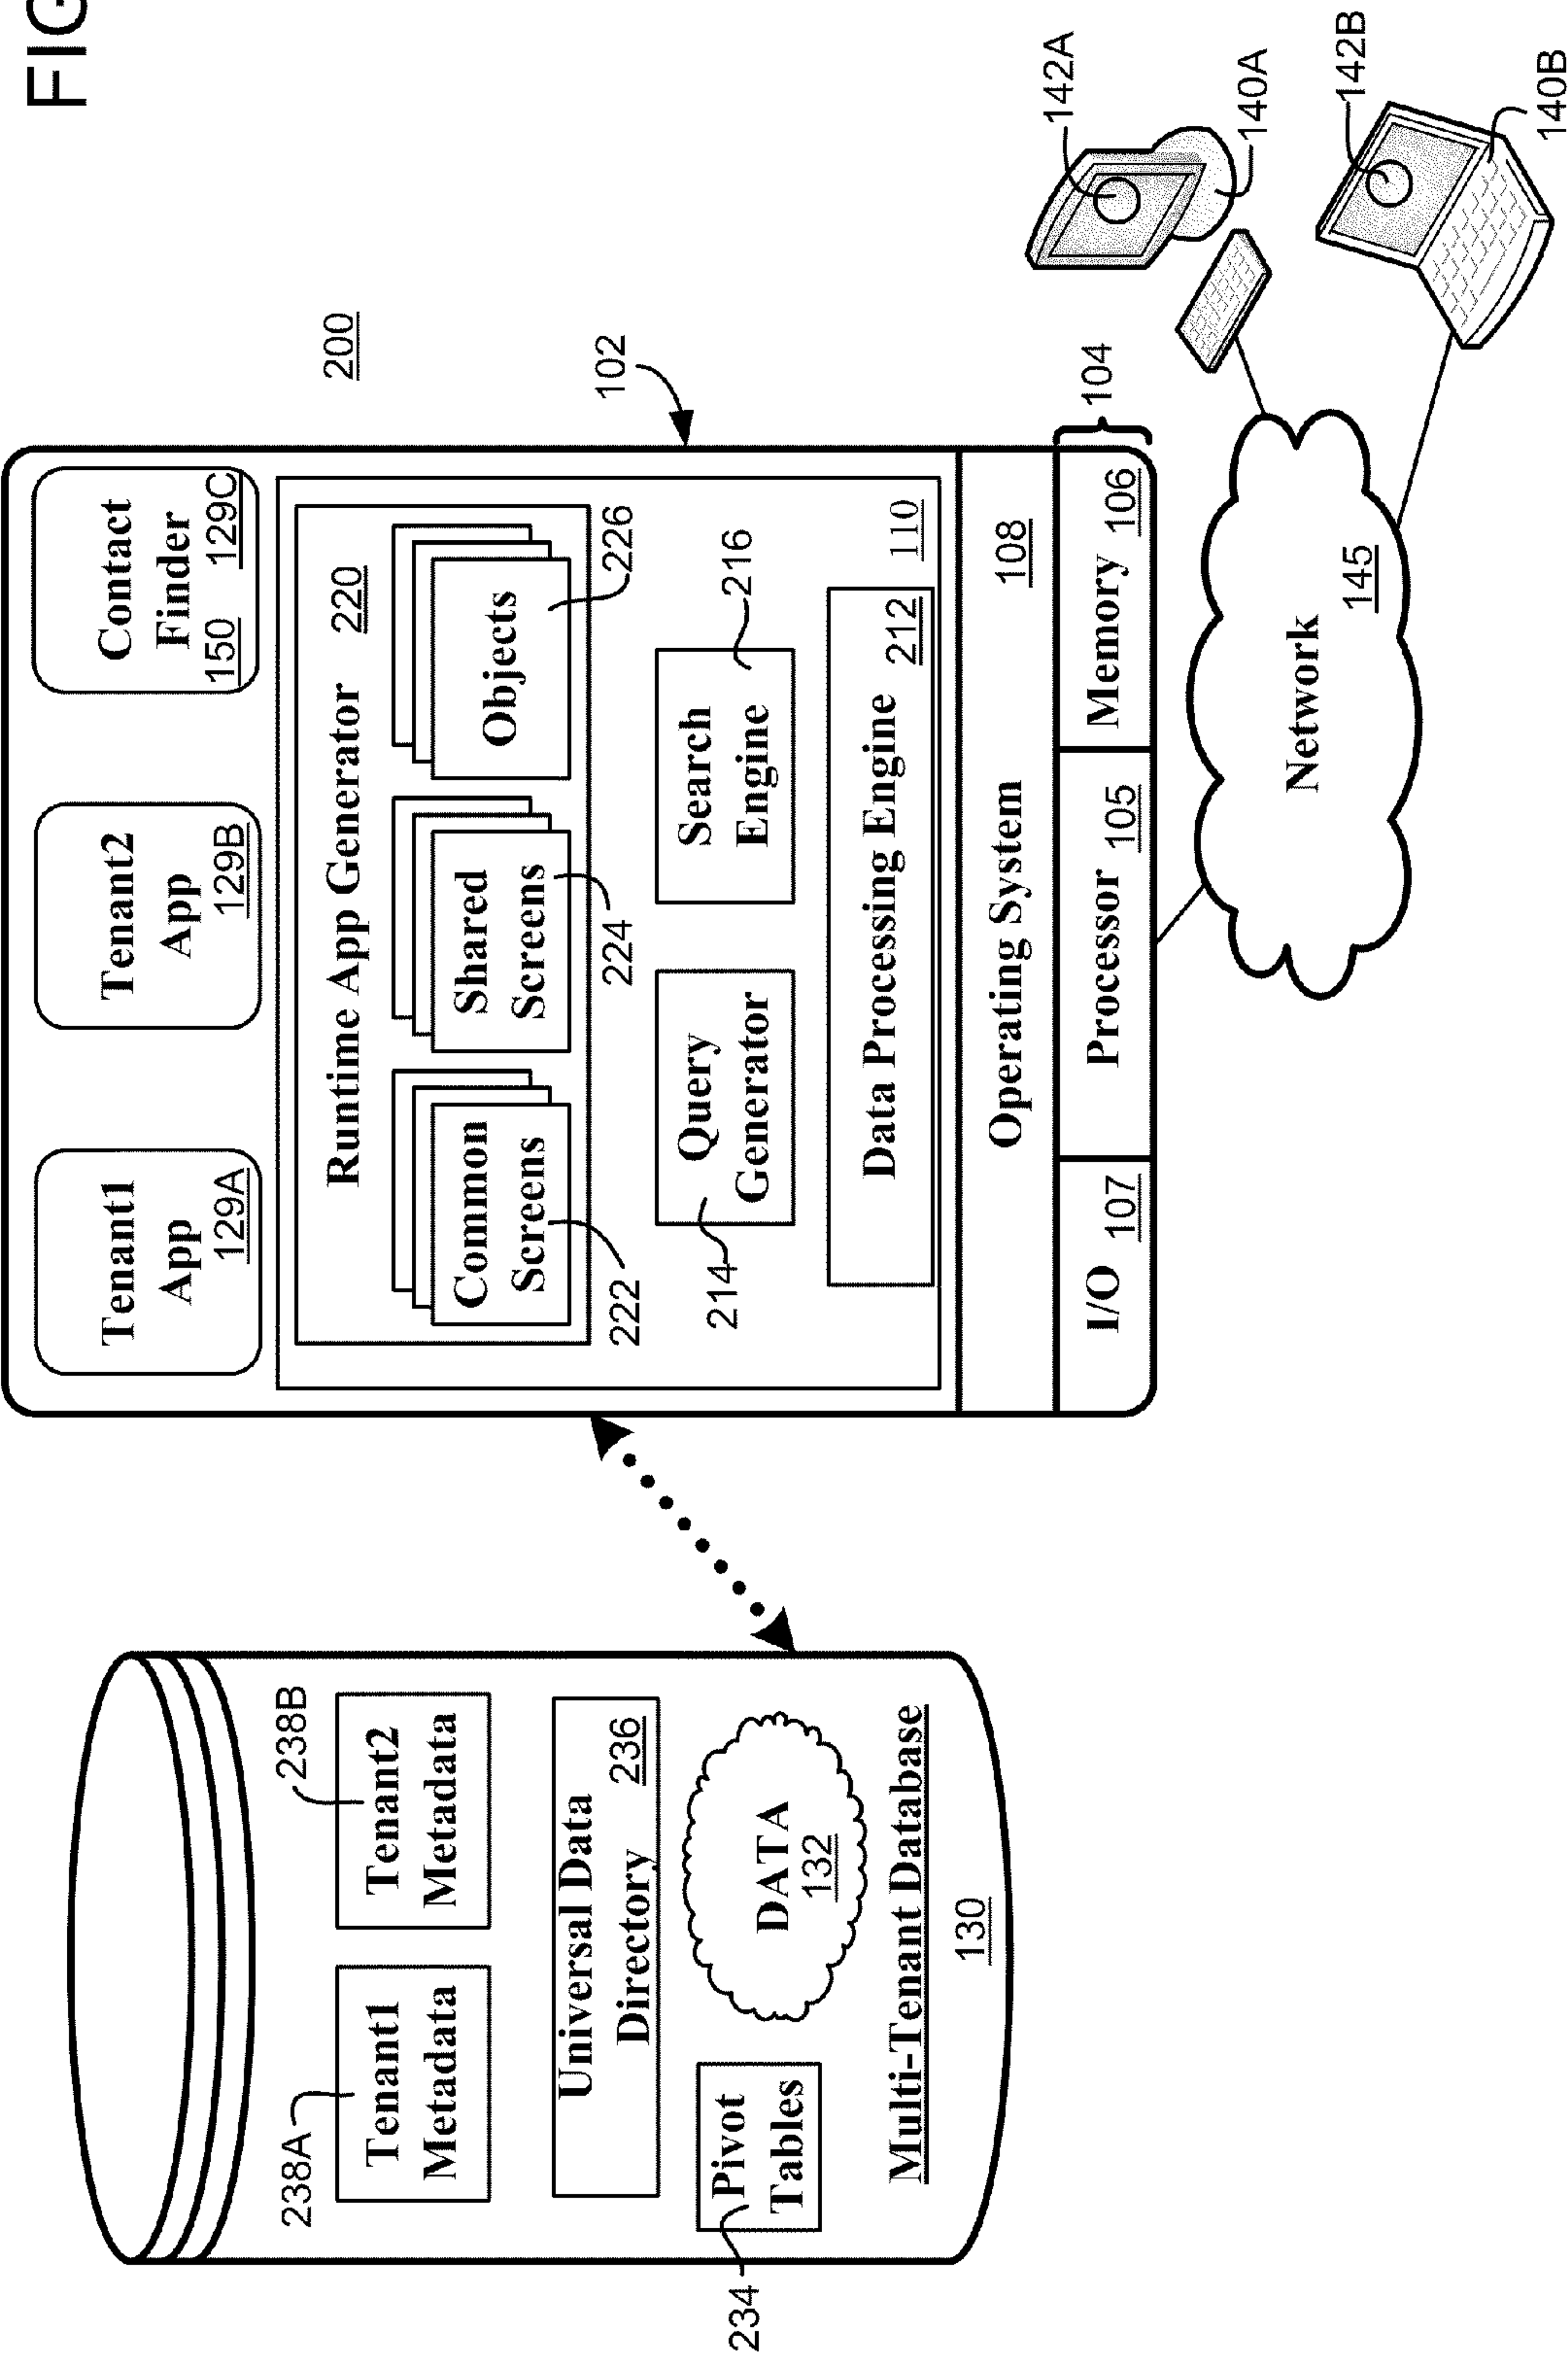 FIG
200
Tenant1
App
129A
Tenant2
App
129B
Contact
Finder
150 129C
102
Runtime App Generator 220
Common
Screens
222
Shared
Screens
224
Objects
226
Query
Generator
214
Search
Engine
216
110
Data Processing Engine 212
Operating System 108
I/O 107
Processor 105
Memory 106
104
238A
Tenant1
Metadata
238B
Tenant2
Metadata
Universal Data
Directory 236
234
Pivot
Tables
DATA
132
Multi-Tenant Database
130
Network
145
142A
140A
142B
140B